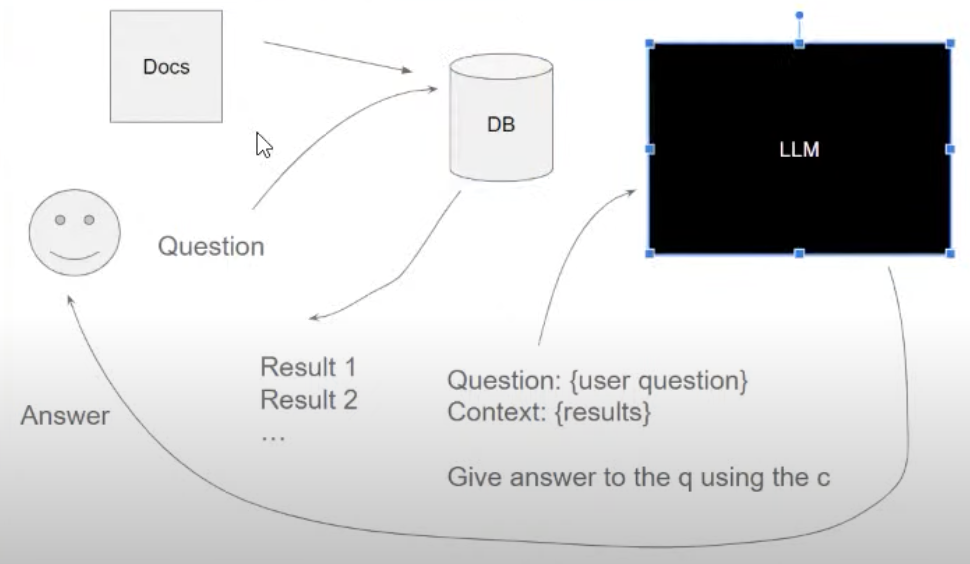 Docs
DB
LLM
Question
Result 1
Result 2
...
Question: {user question}
Context: {results}
Give answer to the q using the c
Answer